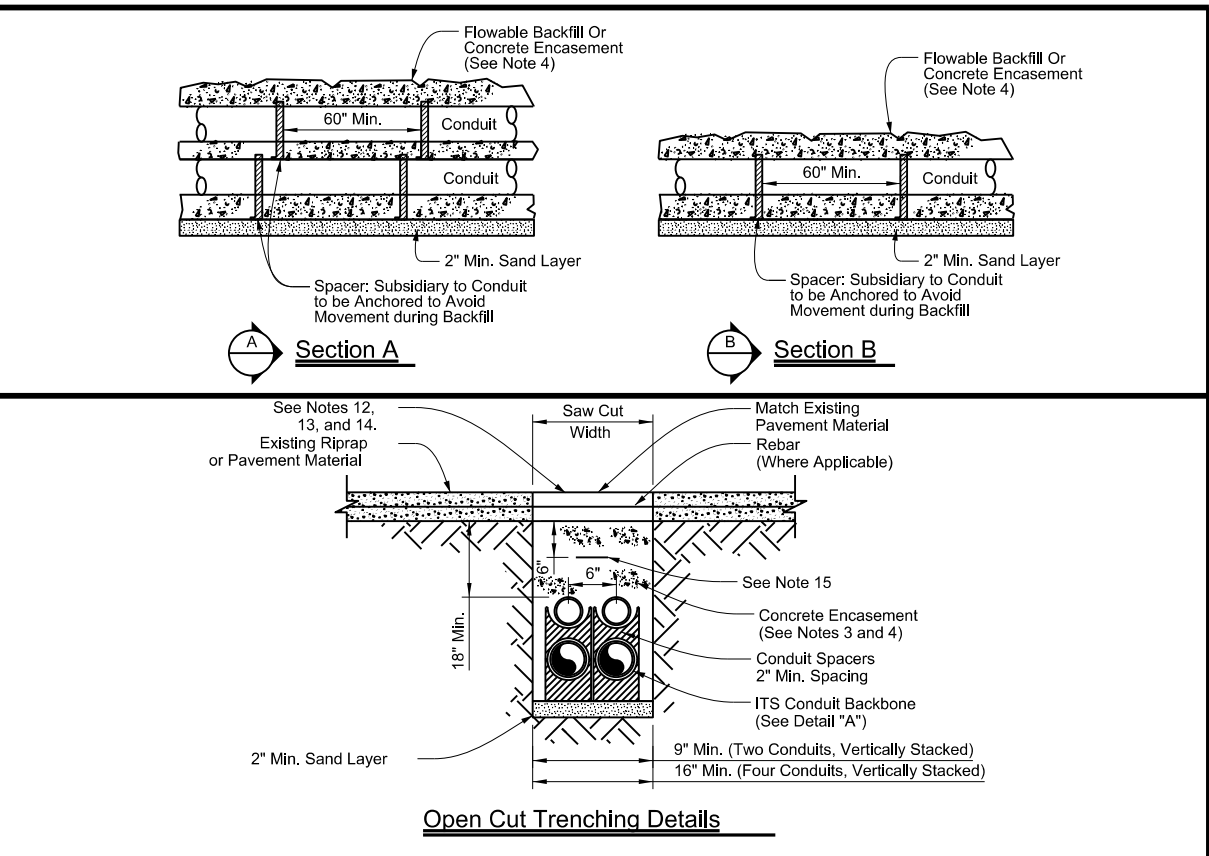 Flowable Backfill Or
Concrete Encasement
(See Note 4)
60" Min.
Conduit
Conduit
2" Min. Sand Layer
Spacer: Subsidiary to Conduit
to be Anchored to Avoid
Movement during Backfill
A
Section A
Flowable Backfill Or
Concrete Encasement
(See Note 4)
60" Min.
Conduit
2" Min. Sand Layer
Spacer: Subsidiary to Conduit
to be Anchored to Avoid
Movement during Backfill
B
Section B
See Notes 12,
13, and 14.
Existing Riprap
or Pavement Material
Saw Cut
Width
Match Existing
Pavement Material
Rebar
(Where Applicable)
6"
6"
18" Min.
See Note 15
Concrete Encasement
(See Notes 3 and 4)
Conduit Spacers
2" Min. Spacing
ITS Conduit Backbone
(See Detail "A")
2" Min. Sand Layer
9" Min. (Two Conduits, Vertically Stacked)
16" Min. (Four Conduits, Vertically Stacked)
Open Cut Trenching Details